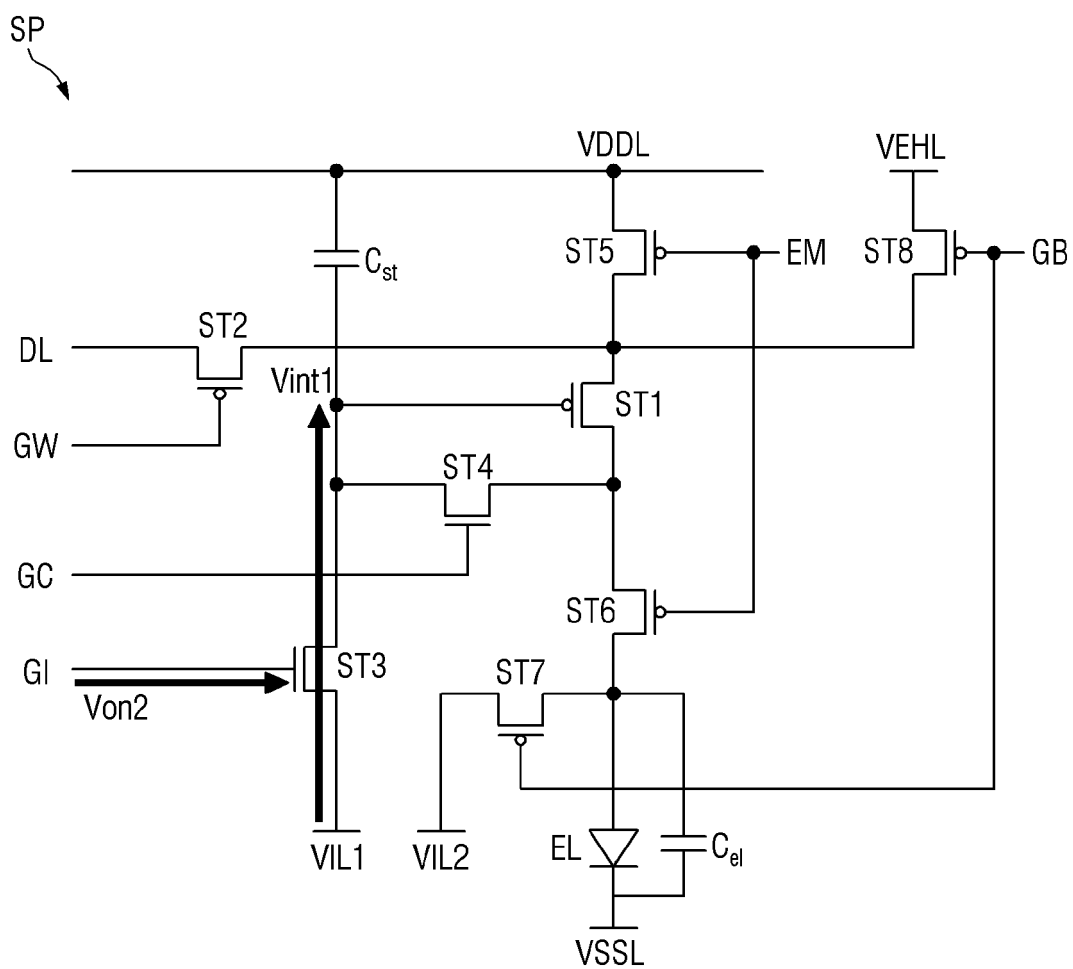 SP
VDDL
VEHL
Cst
ST5
EM
ST8
GB
DL
ST2
Vint1
ST1
GW
ST4
GC
ST6
GI
ST3
ST7
Von2
VIL1
VIL2
EL
Cel
VSSL